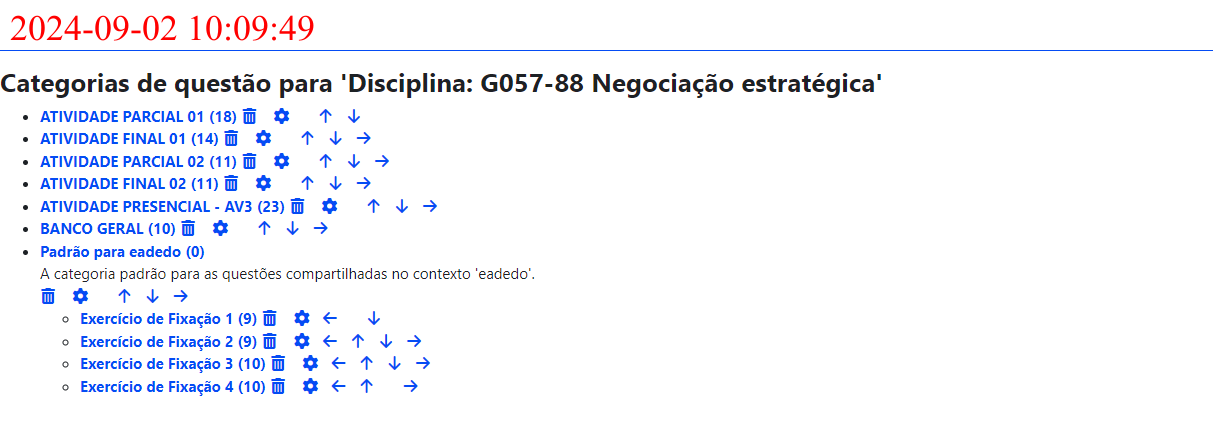 2024-09-02 10:09:49
Categorias de questão para 'Disciplina: G057-88 Negociação estratégica'
ATIVIDADE PARCIAL 01 (18)
ATIVIDADE FINAL 01 (14)
ATIVIDADE PARCIAL 02 (11)
ATIVIDADE FINAL 02 (11)
ATIVIDADE PRESENCIAL - AV3 (23)
BANCO GERAL (10)
Padrão para eadedo (0)
A categoria padrão para as questões compartilhadas no contexto 'eadedo'.
Exercício de Fixação 1 (9)
Exercício de Fixação 2 (9)
Exercício de Fixação 3 (10)
Exercício de Fixação 4 (10)